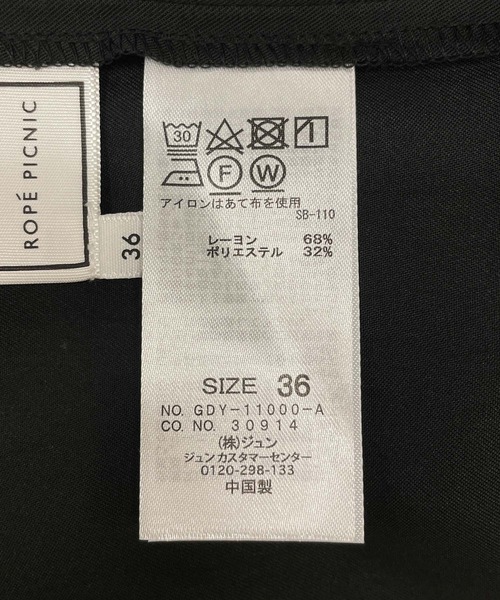 ROPÉ PICNIC
36
30
F
W
アイロンはあて布を使用
SB-110
レーヨン 68%
ポリエステル 32%
SIZE 36
NO. GDY-11000-A
CO. NO. 30914
(株)ジュン
ジュンカスタマーセンター
0120-298-133
中国製